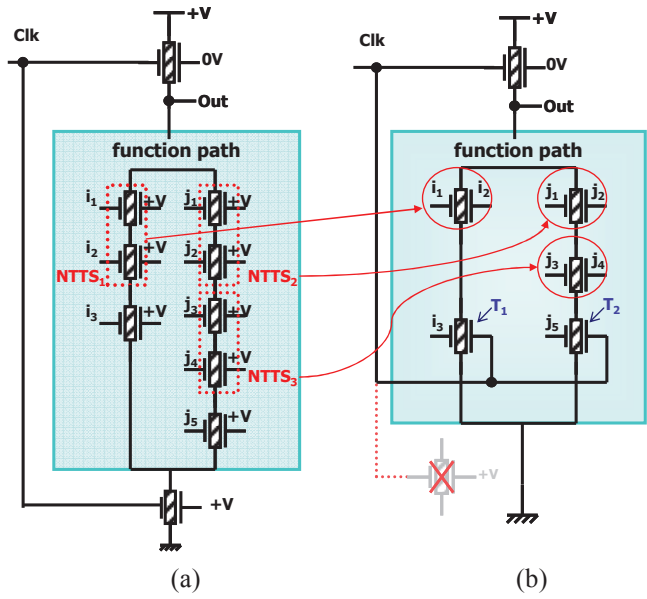 +V
Clk
0V
Out
function path
i1
+V
j1
+V
i2
+V
j2
+V
NTTS1
NTTS2
i3
+V
j3
+V
j4
+V
NTTS3
j5
+V
+V
(a)
+V
Clk
0V
Out
function path
i1
i2
j1
j2
j3
j4
i3
T1
j5
T2
+V
(b)